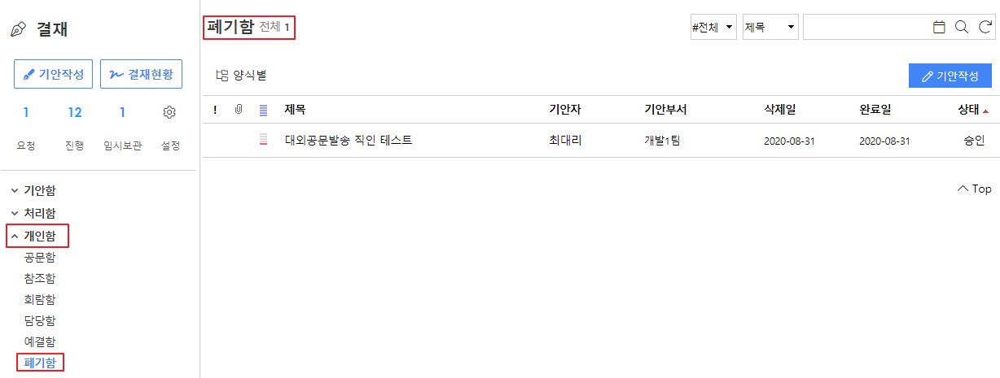 결재
기안작성 결재현황
1 12 1
요청 진행 임시보관 설정
기안함
처리함
개인함
공문함
참조함
회람함
담당함
예결함
폐기함
폐기함 전체 1
#전체 제목
양식별
기안작성
! 제목 기안자 기안부서 삭제일 완료일 상태
대외공문발송 직인 테스트 최대리 개발1팀 2020-08-31 2020-08-31 승인
Top